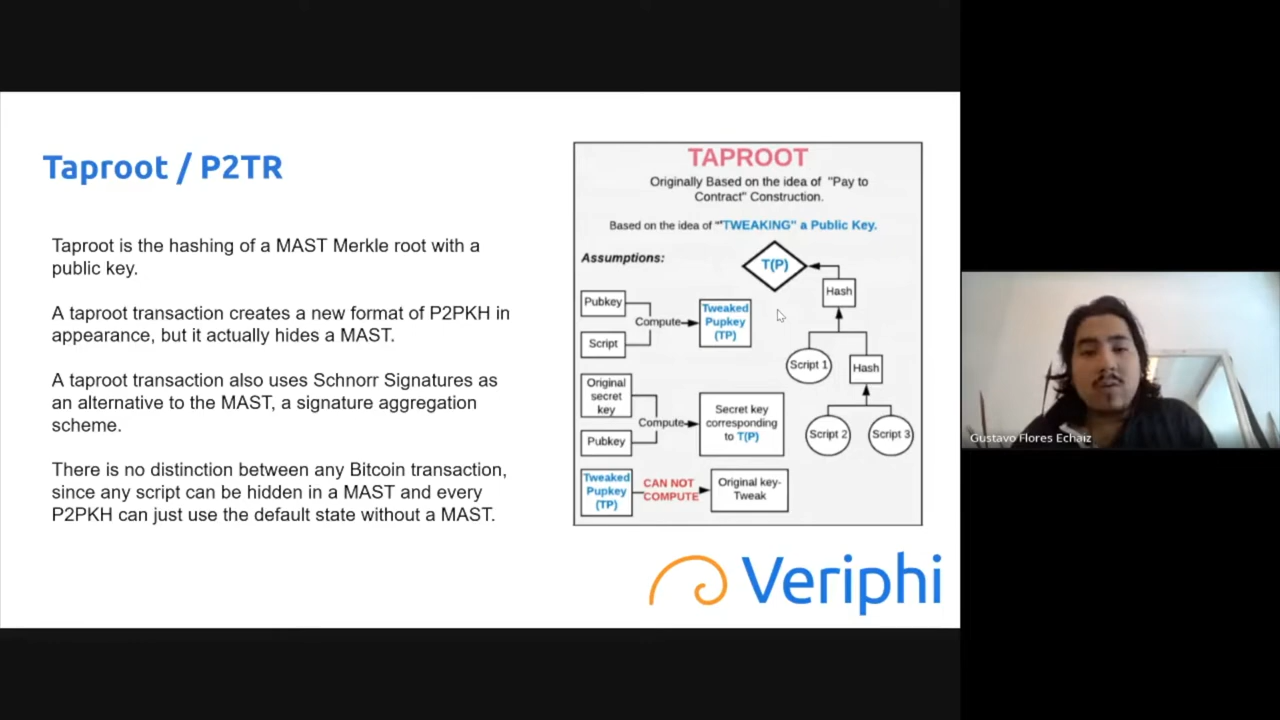 Taproot / P2TR
Taproot is the hashing of a MAST Merkle root with a
public key.
A taproot transaction creates a new format of P2PKH in
appearance, but it actually hides a MAST.
A taproot transaction also uses Schnorr Signatures as
an alternative to the MAST, a signature aggregation
scheme.
There is no distinction between any Bitcoin transaction,
since any script can be hidden in a MAST and every
P2PKH can just use the default state without a MAST.
TAPROOT
Originally Based on the idea of "Pay to
Contract" Construction.
Based on the idea of ""TWEAKING" a Public Key.
Assumptions:
T(P)
Hash
Pubkey
Compute
Script
Tweaked
Pupkey
(TP)
Script 1
Hash
Script 2
Script 3
Original
secret
key
Compute
Pubkey
Secret key
corresponding
to T(P)
Tweaked
Pupkey
(TP)
CAN NOT
COMPUTE
Original key-
Tweak
Veriphi
Gustavo Flores Echaiz